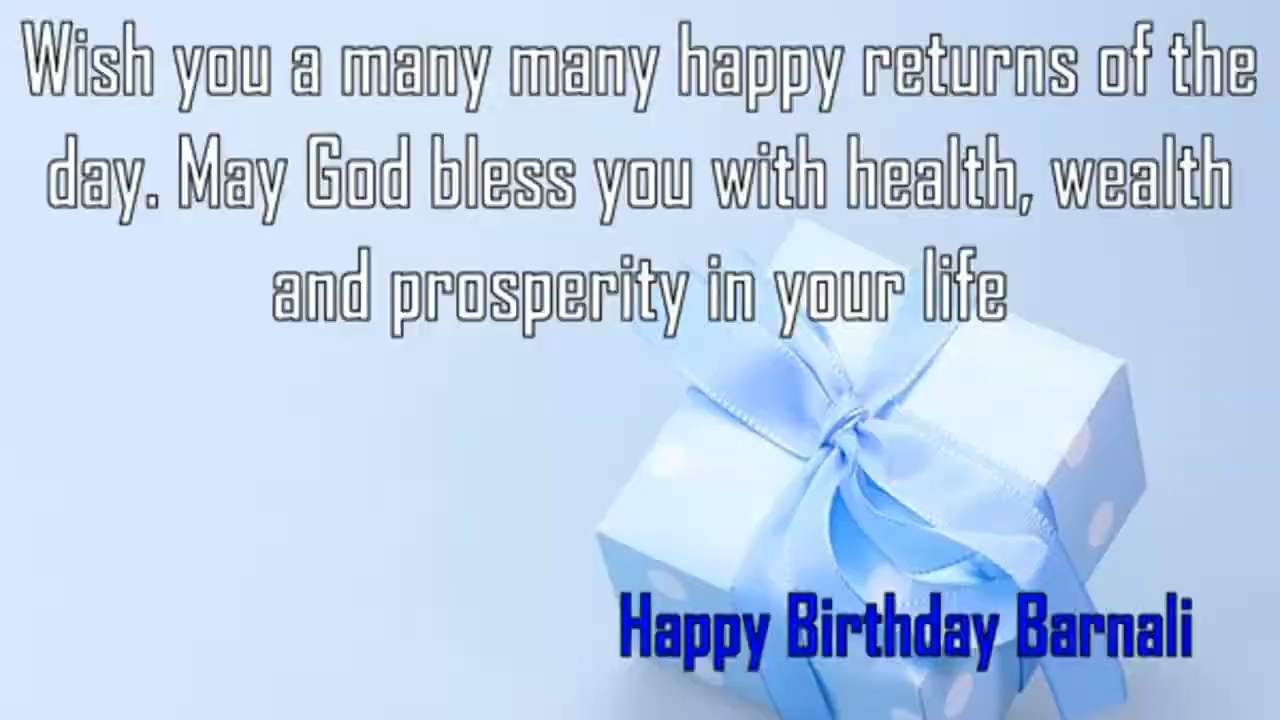 Wish you a many many happy returns of the
day. May God bless you with health, wealth
and prosperity in your life
Happy Birthday Barnali